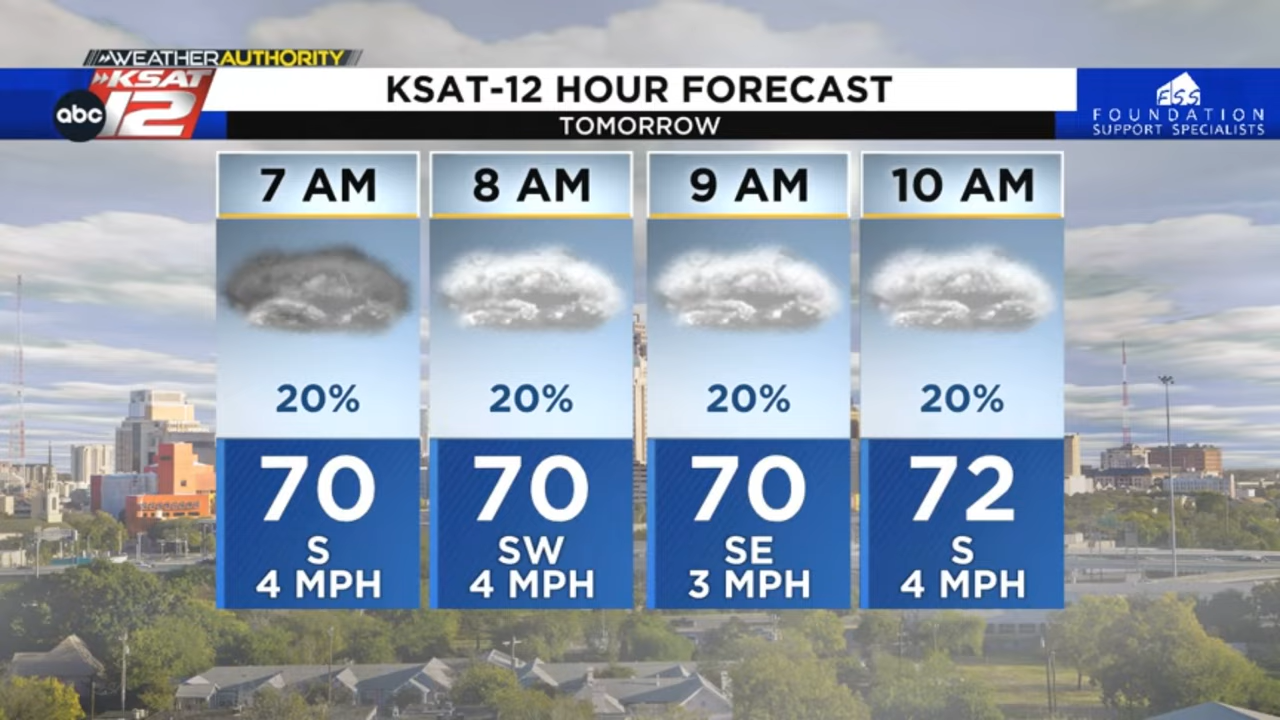 WEATHERAUTHORITY
KSAT
abc 12
KSAT-12 HOUR FORECAST
TOMORROW
FSS
FOUNDATION
SUPPORT SPECIALISTS
7 AM 8 AM 9 AM 10 AM
20% 20% 20% 20%
70 70 70 72
S SW SE S
4 MPH 4 MPH 3 MPH 4 MPH